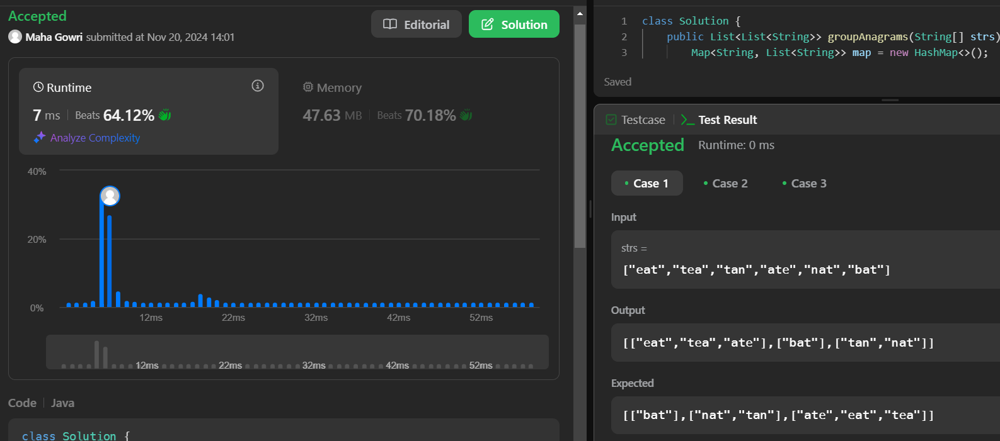 Accepted
Maha Gowri submitted at Nov 20, 2024 14:01
Editorial
Solution
Runtime
7 ms | Beats 64.12%
Analyze Complexity
Memory
47.63 MB | Beats 70.18%
40%
20%
0%
12ms 22ms 32ms 42ms 52ms
12ms 22ms 32ms 42ms 52ms
Code | Java
class Solution {
1 class Solution {
2 public List<List<String>> groupAnagrams(String[] strs)
3 Map<String, List<String>> map = new HashMap<>();
Saved
Testcase | >_ Test Result
Accepted Runtime: 0 ms
• Case 1 • Case 2 • Case 3
Input
strs =
["eat","tea","tan","ate","nat","bat"]
Output
[["eat","tea","ate"],["bat"],["tan","nat"]]
Expected
[["bat"],["nat","tan"],["ate","eat","tea"]]